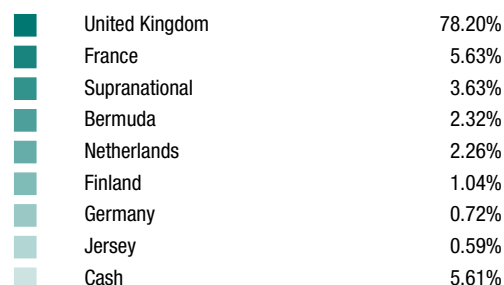 United Kingdom 78.20%
France 5.63%
Supranational 3.63%
Bermuda 2.32%
Netherlands 2.26%
Finland 1.04%
Germany 0.72%
Jersey 0.59%
Cash 5.61%